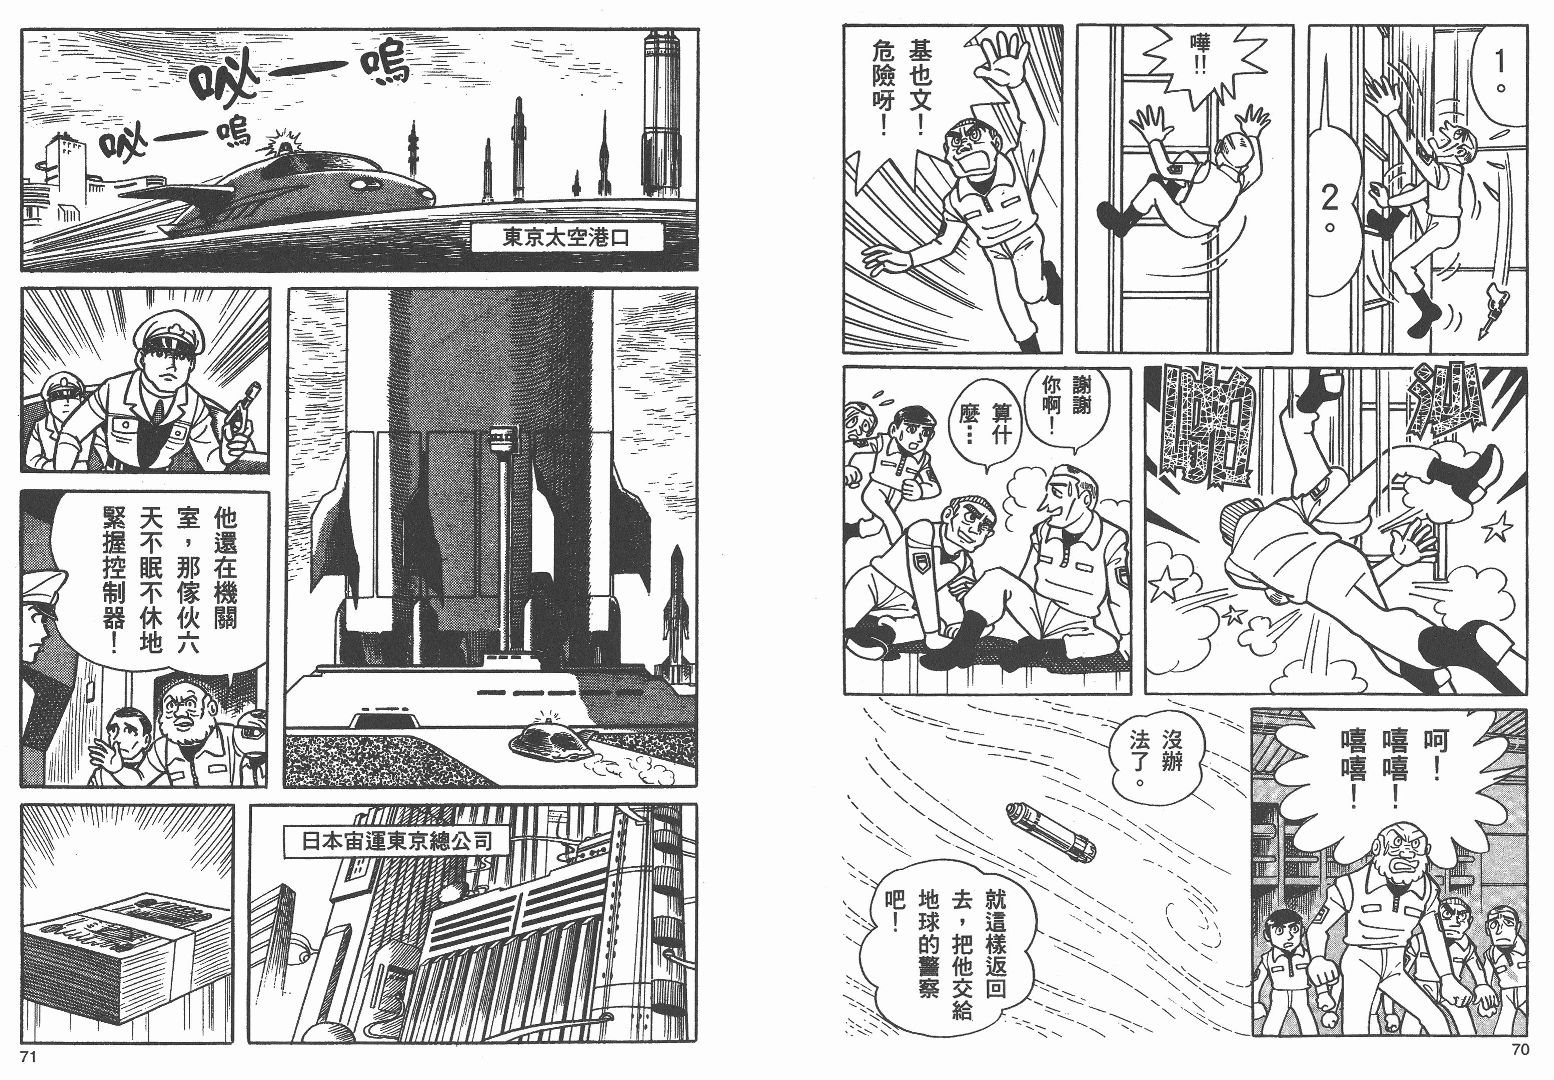 1。
2。
嘩!!
基也文!
危險呀!
謝謝
你啊!
算什
麼…
呵!
嘻嘻!
嘻嘻!
沒辦
法了。
就這樣返回
去,把他交給
地球的警察
吧!
70
咇一嗚
咇一嗚
東京太空港口
他還在機關
室,那傢伙六
天不眠不休地
緊握控制器!
日本宙運東京總公司
71